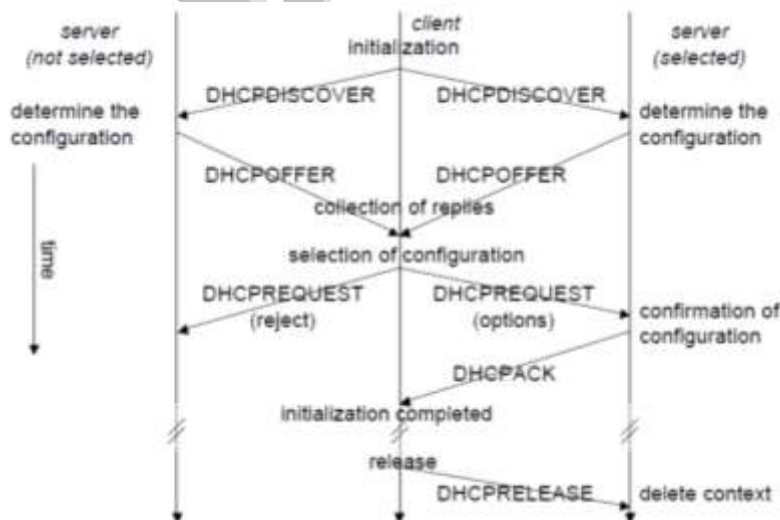 server
(not selected)
client
initialization
server
(selected)
DHCPDISCOVER
DHCPDISCOVER
determine the
configuration
determine the
configuration
DHCPOFFER
DHCPOFFER
collection of replies
time
selection of configuration
DHCPREQUEST
(reject)
DHCPREQUEST
(options)
confirmation of
configuration
DHCPACK
initialization completed
release
DHCPRELEASE
delete context